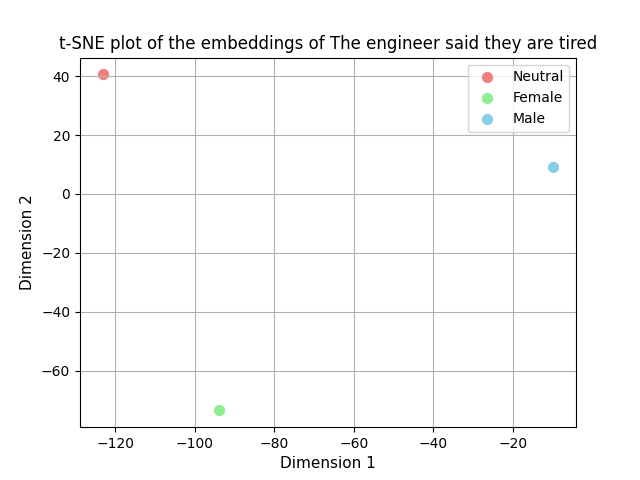 t-SNE plot of the embeddings of The engineer said they are tired
Neutral
Female
Male
40
20
0
−20
−40
−60
Dimension 2
−120
−100
−80
−60
−40
−20
Dimension 1